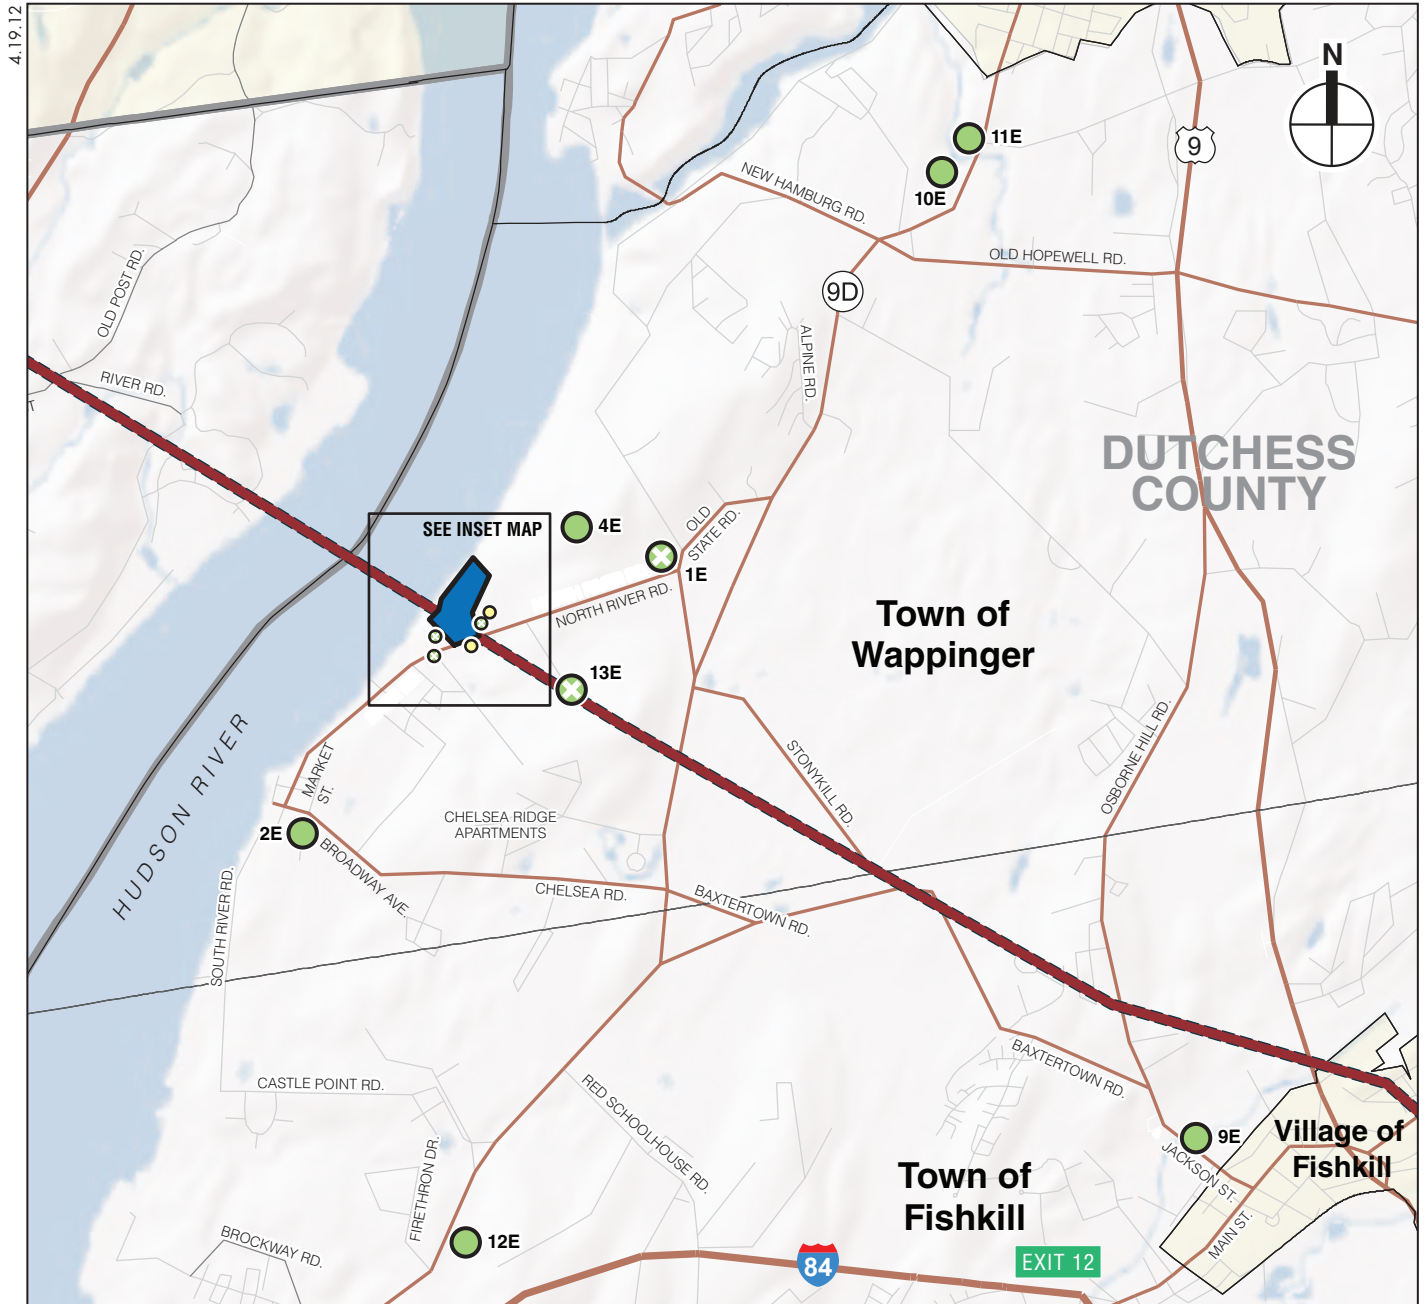 4.19.12
N
11E
9
10E
NEW HAMBURG RD.
OLD HOPEWELL RD.
OLD POST RD.
9D
ALPINE RD.
RIVER RD.
T
DUTCHESS
COUNTY
SEE INSET MAP
4E
OLD
STATE RD.
1E
NORTH RIVER RD.
Town of
Wappinger
13E
HUDSON RIVER
MARKET
ST.
STONYKILL RD.
OSBORNE HILL RD.
CHELSEA RIDGE
APARTMENTS
2E
BROADWAY AVE.
CHELSEA RD.
BAXTERTOWN RD.
SOUTH RIVER RD.
BAXTERTOWN RD.
CASTLE POINT RD.
RED SCHOOLHOUSE RD.
9E
Village of
Fishkill
JACKSON ST.
FIRETHRON DR.
Town of
Fishkill
MAIN ST.
BROCKWAY RD.
12E
84
EXIT 12